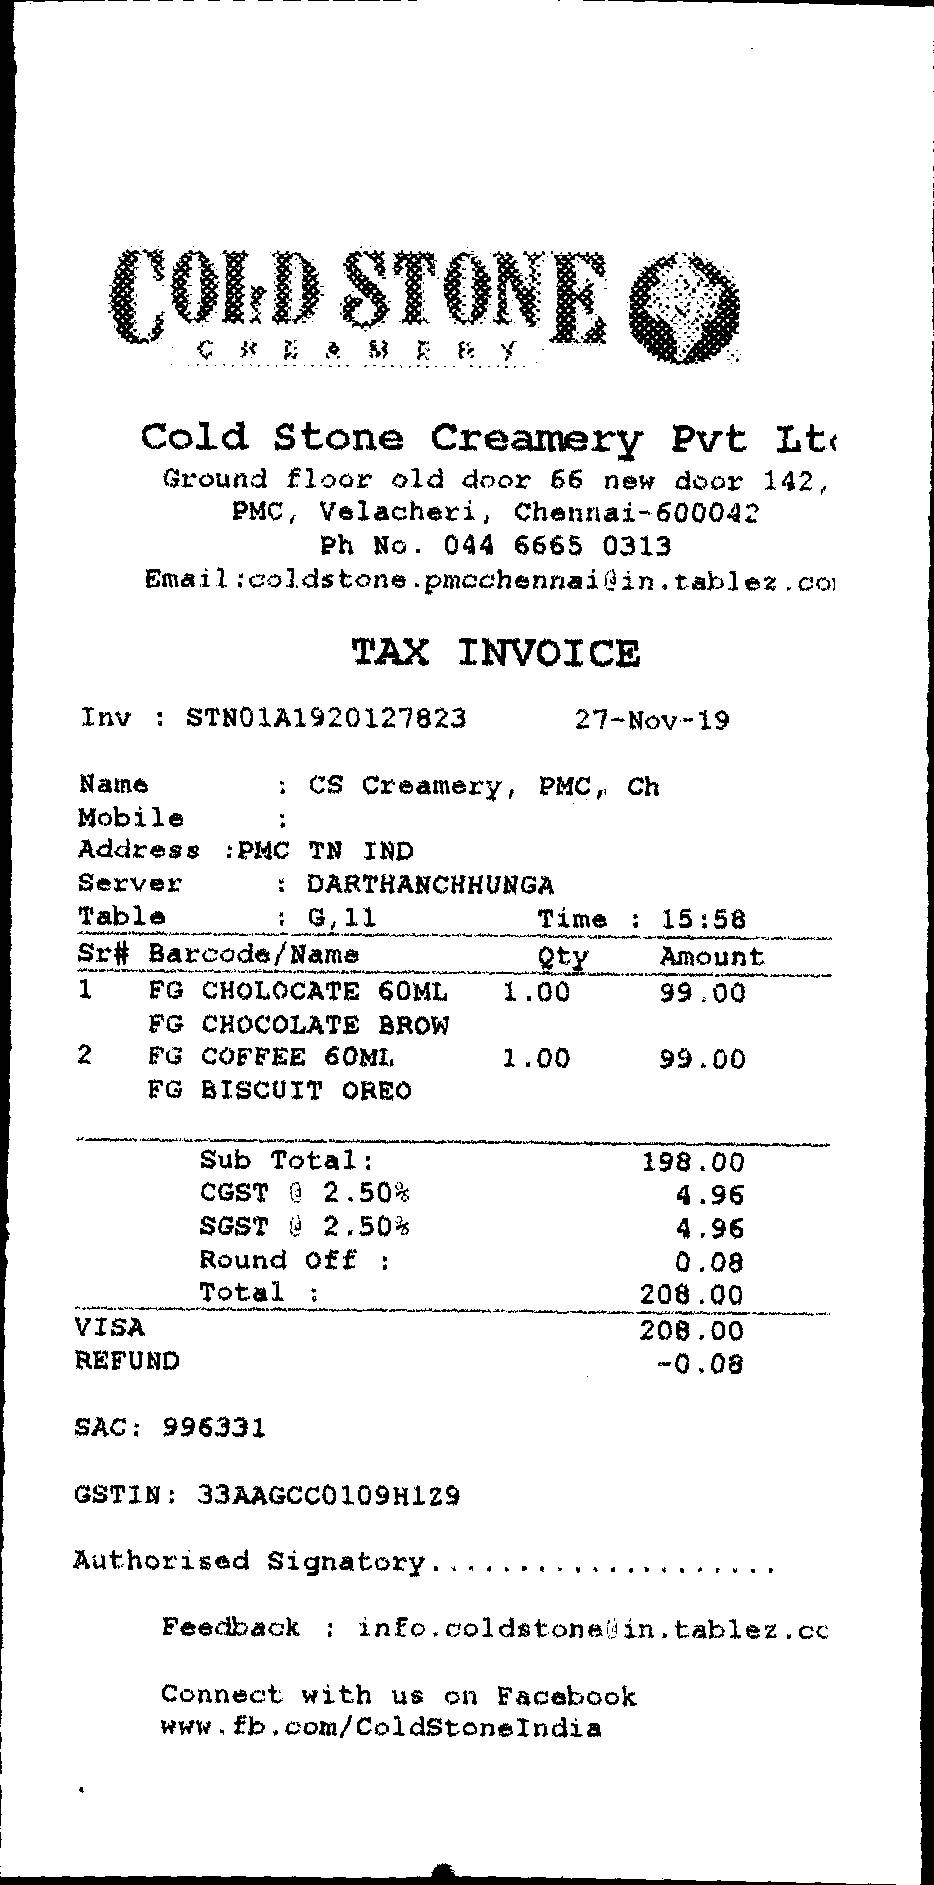 COLD STONE
CREAMERY
Cold Stone Creamery Pvt Lt
Ground floor old door 66 new door 142,
PMC, Velacheri, Chennai-600042
Ph No. 044 6665 0313
Email:coldstone.pmcchennai@in.tablez.co
TAX INVOICE
Inv : STN01A1920127823 27-Nov-19
Name : CS Creamery, PMC, Ch
Mobile :
Address :PMC TN IND
Server : DARTHANCHHUNGA
Table : G,11 Time : 15:58
Sr# Barcode/Name Qty Amount
1 FG CHOLOCATE 60ML 1.00 99.00
FG CHOCOLATE BROW
2 FG COFFEE 60ML 1.00 99.00
FG BISCUIT OREO
Sub Total: 198.00
CGST @ 2.50% 4.96
SGST @ 2.50% 4.96
Round Off : 0.08
Total : 208.00
VISA 208.00
REFUND -0.08
SAC: 996331
GSTIN: 33AAGCC0109H1Z9
Authorised Signatory....................
Feedback : info.coldstone@in.tablez.cc
Connect with us on Facebook
www.fb.com/ColdStoneIndia